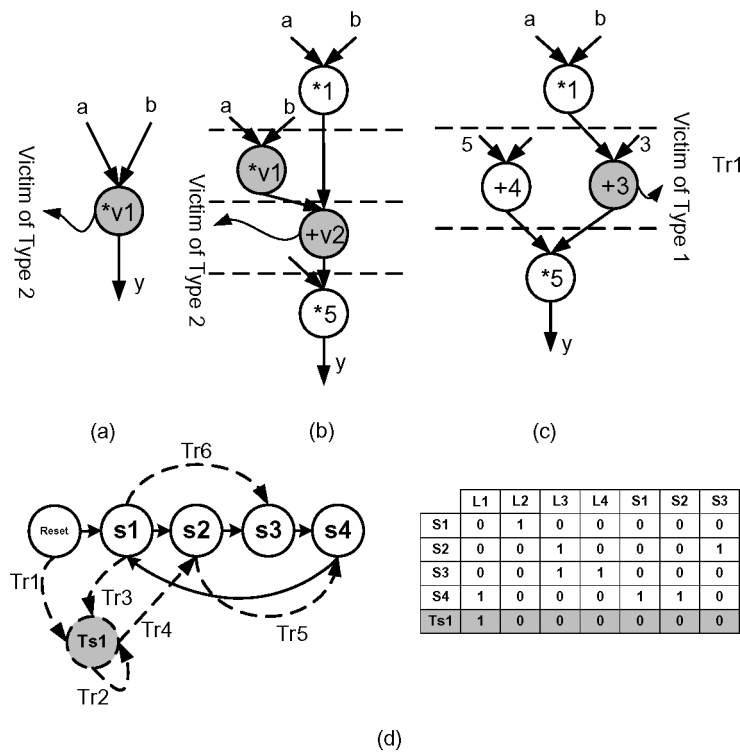 a b
*v1
y
Victim of Type 2
(a)
a b
*1
a b
*v1
+v2
Victim of Type 2
*5
y
(b)
a b
*1
5 3
+4 +3
Victim of Type 1
Tr1
*5
y
(c)
Tr6
Reset s1 s2 s3 s4
Tr1 Tr3 Tr4 Tr5
Ts1
Tr2
L1 L2 L3 L4 S1 S2 S3
S1 0 1 0 0 0 0 0
S2 0 0 1 0 0 0 1
S3 0 0 1 1 0 0 0
S4 1 0 0 0 1 1 0
Ts1 1 0 0 0 0 0 0
(d)